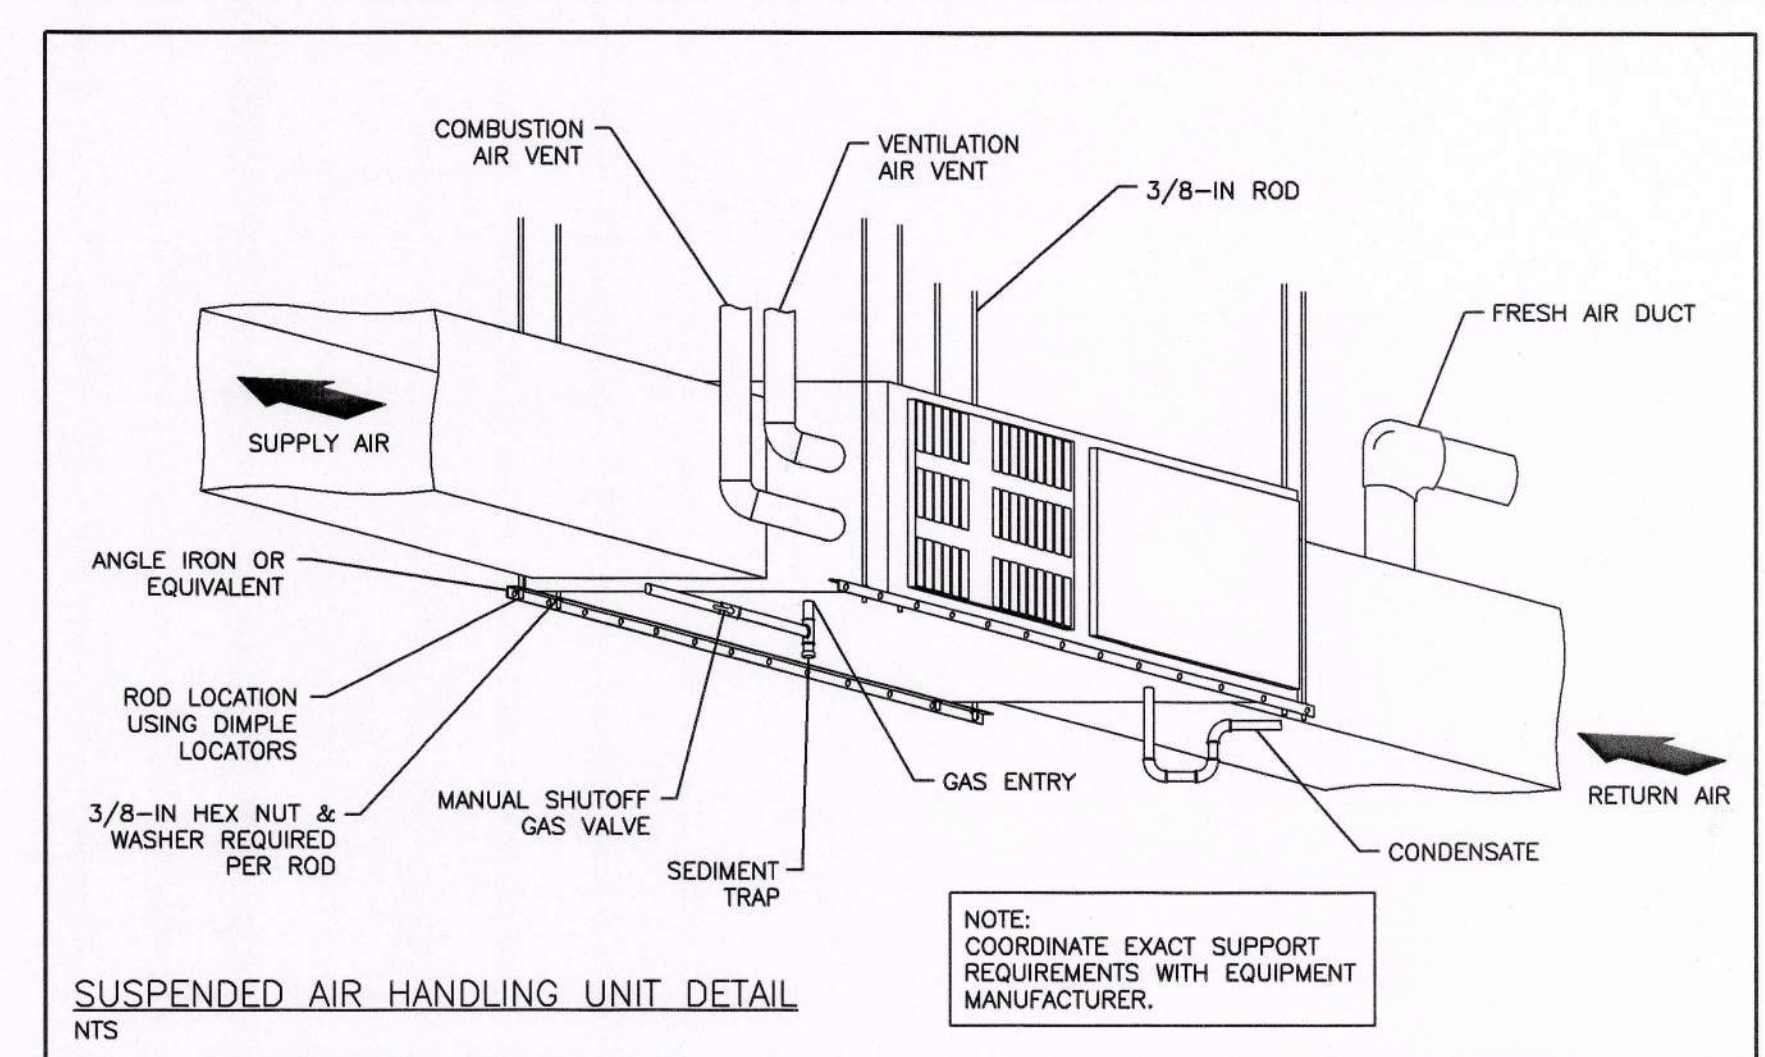 COMBUSTION
AIR VENT
VENTILATION
AIR VENT
3/8-IN ROD
FRESH AIR DUCT
SUPPLY AIR
ANGLE IRON OR
EQUIVALENT
ROD LOCATION
USING DIMPLE
LOCATORS
3/8-IN HEX NUT &
WASHER REQUIRED
PER ROD
MANUAL SHUTOFF
GAS VALVE
SEDIMENT
TRAP
GAS ENTRY
RETURN AIR
CONDENSATE
NOTE:
COORDINATE EXACT SUPPORT
REQUIREMENTS WITH EQUIPMENT
MANUFACTURER.
SUSPENDED AIR HANDLING UNIT DETAIL
NTS